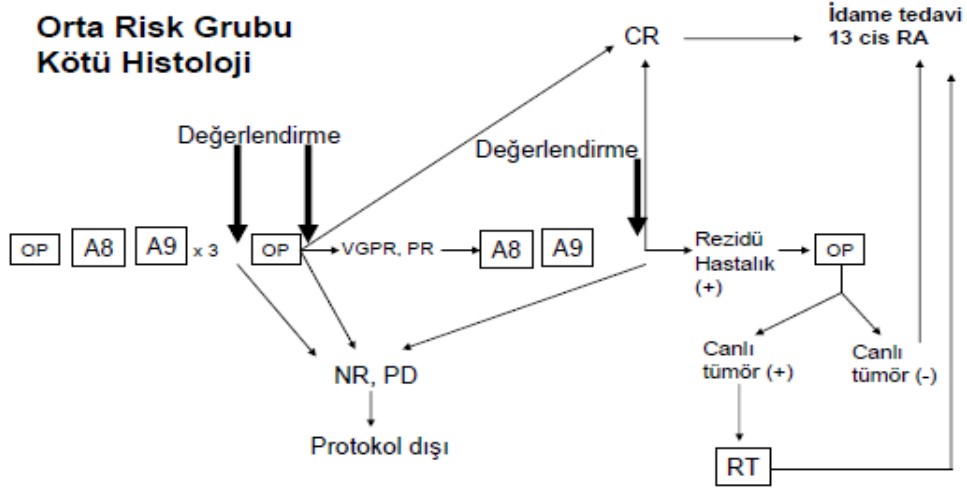 Orta Risk Grubu
Kötü Histoloji
CR
İdame tedavi
13 cis RA
Değerlendirme
Değerlendirme
OP A8 A9 x 3 OP VGPR, PR A8 A9
Rezidü
Hastalık
(+)
OP
NR, PD
Protokol dışı
Canlı
tümör (+)
Canlı
tümör (-)
RT